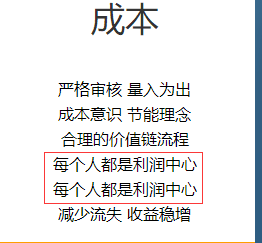 成本
严格审核 量入为出
成本意识 节能理念
合理的价值链流程
每个人都是利润中心
每个人都是利润中心
减少流失 收益稳增